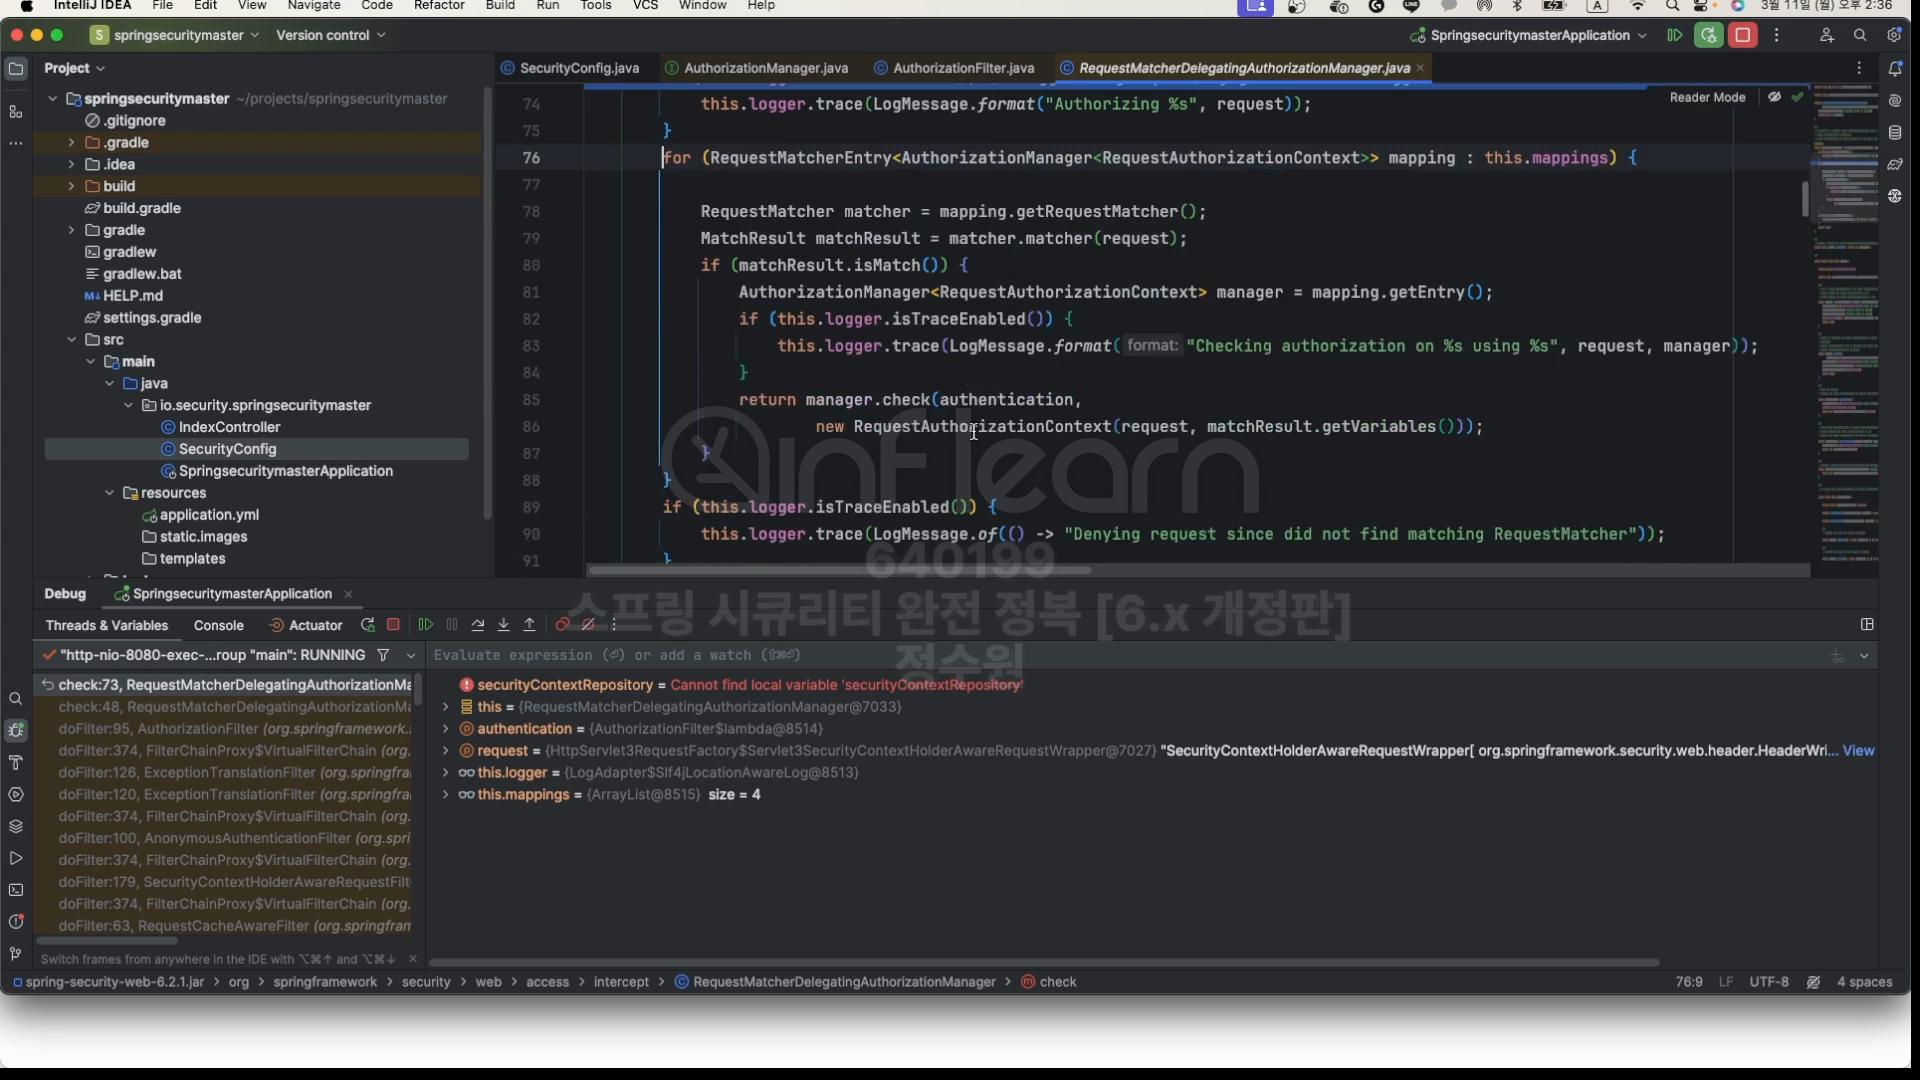 IntelliJ IDEA File Edit View Navigate Code Refactor Build Run Tools VCS Window Help A 3월 11일 (월) 오후 2:36
S springsecuritymaster Version control SpringsecuritymasterApplication
Project SecurityConfig.java AuthorizationManager.java AuthorizationFilter.java RequestMatcherDelegatingAuthorizationManager.java
Reader Mode
springsecuritymaster ~/projects/springsecuritymaster
.gitignore
.gradle
.idea
build
build.gradle
gradle
gradlew
gradlew.bat
HELP.md
settings.gradle
src
main
java
io.security.springsecuritymaster
IndexController
SecurityConfig
SpringsecuritymasterApplication
resources
application.yml
static.images
templates
74 this.logger.trace(LogMessage.format("Authorizing %s", request));
75 }
76 for (RequestMatcherEntry<AuthorizationManager<RequestAuthorizationContext>> mapping : this.mappings) {
77
78 RequestMatcher matcher = mapping.getRequestMatcher();
79 MatchResult matchResult = matcher.matcher(request);
80 if (matchResult.isMatch()) {
81 AuthorizationManager<RequestAuthorizationContext> manager = mapping.getEntry();
82 if (this.logger.isTraceEnabled()) {
83 this.logger.trace(LogMessage.format( format: "Checking authorization on %s using %s", request, manager));
84 }
85 return manager.check(authentication,
86 new RequestAuthorizationContext(request, matchResult.getVariables()));
87 }
88 }
89 if (this.logger.isTraceEnabled()) {
90 this.logger.trace(LogMessage.of(() -> "Denying request since did not find matching RequestMatcher"));
91 }
inflearn
640199
스프링 시큐리티 완전 정복 [6.x 개정판]
정수원
Debug SpringsecuritymasterApplication
Threads & Variables Console Actuator
"http-nio-8080-exec-...roup "main": RUNNING
Evaluate expression (⏎) or add a watch (⇧⌘⏎)
check:73, RequestMatcherDelegatingAuthorizationMa
check:48, RequestMatcherDelegatingAuthorizationMa
doFilter:95, AuthorizationFilter (org.springframework.
doFilter:374, FilterChainProxy$VirtualFilterChain (org.
doFilter:126, ExceptionTranslationFilter (org.springfra
doFilter:120, ExceptionTranslationFilter (org.springfra
doFilter:374, FilterChainProxy$VirtualFilterChain (org.
doFilter:100, AnonymousAuthenticationFilter (org.spri
doFilter:374, FilterChainProxy$VirtualFilterChain (org.
doFilter:179, SecurityContextHolderAwareRequestFilt
doFilter:374, FilterChainProxy$VirtualFilterChain (org.
doFilter:63, RequestCacheAwareFilter (org.springfram
Switch frames from anywhere in the IDE with ⌥⌘↑ and ⌥⌘↓
securityContextRepository = Cannot find local variable 'securityContextRepository'
this = {RequestMatcherDelegatingAuthorizationManager@7033}
authentication = {AuthorizationFilter$lambda@8514}
request = {HttpServlet3RequestFactory$Servlet3SecurityContextHolderAwareRequestWrapper@7027} "SecurityContextHolderAwareRequestWrapper[ org.springframework.security.web.header.HeaderWri... View
this.logger = {LogAdapter$Slf4jLocationAwareLog@8513}
this.mappings = {ArrayList@8515} size = 4
spring-security-web-6.2.1.jar > org > springframework > security > web > access > intercept > RequestMatcherDelegatingAuthorizationManager > check 76:9 LF UTF-8 4 spaces